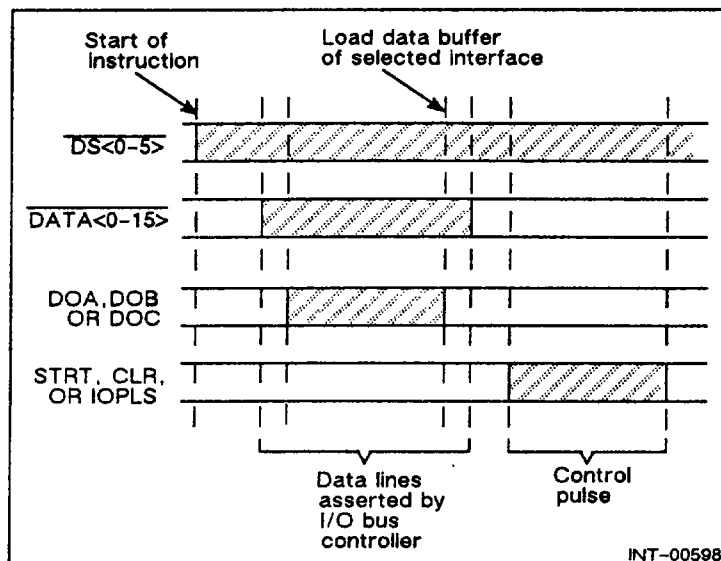 Start of
instruction
Load data buffer
of selected interface
DS<0-5>
DATA<0-15>
DOA, DOB
OR DOC
STRT, CLR,
OR IOPLS
Data lines
asserted by
I/O bus
controller
Control
pulse
INT-00598